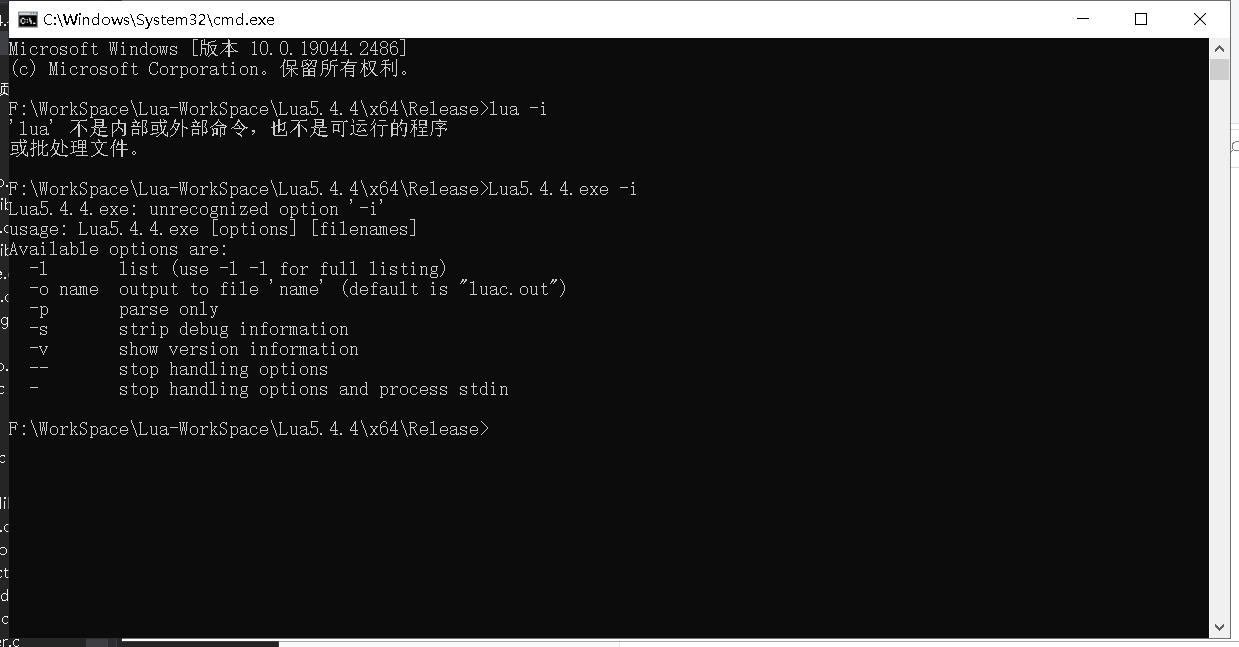 C:\Windows\System32\cmd.exe
Microsoft Windows [版本 10.0.19044.2486]
(c) Microsoft Corporation。保留所有权利。
F:\WorkSpace\Lua-WorkSpace\Lua5.4.4\x64\Release>lua -i
'lua' 不是内部或外部命令，也不是可运行的程序
或批处理文件。
F:\WorkSpace\Lua-WorkSpace\Lua5.4.4\x64\Release>Lua5.4.4.exe -i
Lua5.4.4.exe: unrecognized option '-i'
usage: Lua5.4.4.exe [options] [filenames]
Available options are:
-l list (use -l -l for full listing)
-o name output to file 'name' (default is "luac.out")
-p parse only
-s strip debug information
-v show version information
-- stop handling options
- stop handling options and process stdin
F:\WorkSpace\Lua-WorkSpace\Lua5.4.4\x64\Release>